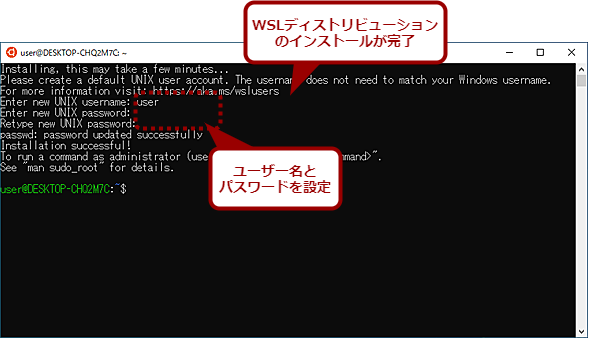 WSLディストリビューション
のインストールが完了
user@DESKTOP-CHQ2M7C: ~
Installing, this may take a few minutes...
Please create a default UNIX user account. The username does not need to match your Windows username.
For more information visit: https://aka.ms/wslusers
Enter new UNIX username: user
Enter new UNIX password:
Retype new UNIX password:
passwd: password updated successfully
Installation successful!
To run a command as administrator (use mmand>".
See "man sudo_root" for details.
ユーザー名と
パスワードを設定
user@DESKTOP-CHQ2M7C:~$